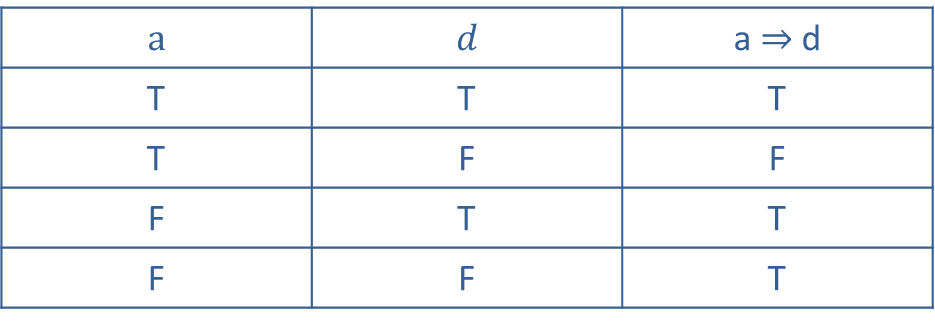 a d a ⇒ d
T T T
T F F
F T T
F F T